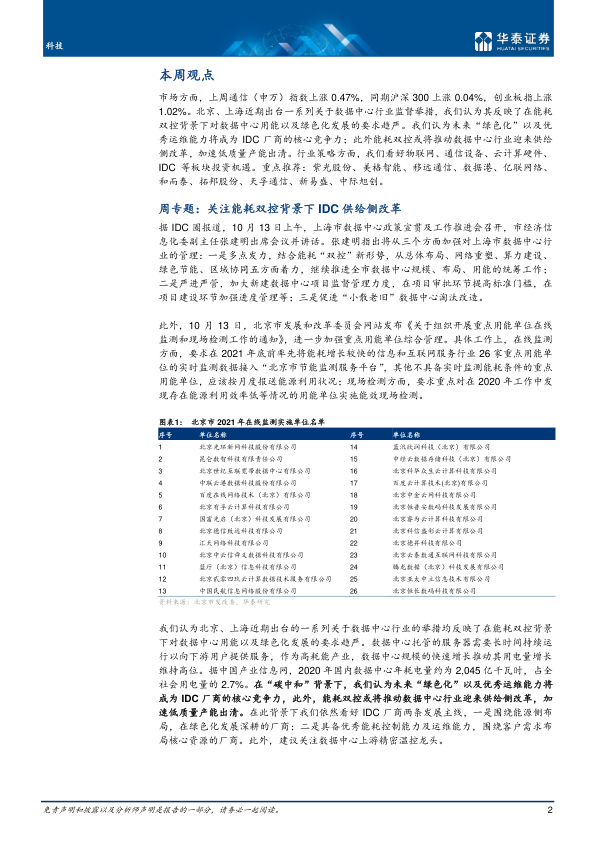 科技
华泰证券
HUATAI SECURITIES
本周观点
市场方面，上周通信（申万）指数上涨 0.47%，同期沪深 300 上涨 0.04%，创业板指上涨
1.02%。北京、上海近期出台一系列关于数据中心行业监督举措，我们认为其反映了在能耗
双控背景下对数据中心用能以及绿色化发展的要求趋严。我们认为未来“绿色化”以及优
秀运维能力将成为 IDC 厂商的核心竞争力；此外能耗双控或将推动数据中心行业迎来供给
侧改革，加速低质量产能出清。行业策略方面，我们看好物联网、通信设备、云计算硬件、
IDC 等板块投资机遇。重点推荐：紫光股份、美格智能、移远通信、数据港、亿联网络、
和而泰、拓邦股份、天孚通信、新易盛、中际旭创。
周专题：关注能耗双控背景下 IDC 供给侧改革
据 IDC 圈报道，10 月 13 日上午，上海市数据中心政策宣贯及工作推进会召开，市经济信
息化委副主任张建明出席会议并讲话。张建明指出将从三个方面加强对上海市数据中心行
业的管理：一是多点发力，结合能耗“双控”新形势，从总体布局、网络重塑、算力建设、
绿色节能、区域协同五方面着力，继续推进全市数据中心规模、布局、用能的统筹工作；
二是严进严管，加大新建数据中心项目监督管理力度，在项目审批环节提高标准门槛，在
项目建设环节加强进度管理等；三是促进“小散老旧”数据中心淘汰改造。
此外，10 月 13 日，北京市发展和改革委员会网站发布《关于组织开展重点用能单位在线
监测和现场检测工作的通知》，进一步加强重点用能单位综合管理。具体工作上，在线监测
方面，要求在 2021 年底前率先将能耗增长较快的信息和互联网服务行业 26 家重点用能单
位的实时监测数据接入“北京市节能监测服务平台”，其他不具备实时监测能耗条件的重点
用能单位，应该按月度报送能源利用状况；现场检测方面，要求重点对在 2020 年工作中发
现存在能源利用效率低等情况的用能单位实施能效现场检测。
图表1： 北京市 2021 年在线监测实施单位名单
序号 单位名称 序号 单位名称
1 北京光环新网科技股份有限公司 14 蓝汛欣润科技（北京）有限公司
2 昆仑数智科技有限责任公司 15 中经云数据存储科技（北京）有限公司
3 北京世纪互联宽带数据中心有限公司 16 北京科华众生云计算科技有限公司
4 中联云港数据科技股份有限公司 17 百度云计算技术(北京)有限公司
5 百度在线网络技术（北京）有限公司 18 北京中金云网科技有限公司
6 北京有孚云计算科技有限公司 19 北京恒普安数码科技发展有限公司
7 国富光启（北京）科技发展有限公司 20 北京赛为云计算科技有限公司
8 北京德信致远科技有限公司 21 北京科信盛彩云计算有限公司
9 汇天网络科技有限公司 22 北京德昇科技有限公司
10 北京中云信顺义数据科技有限公司 23 北京云泰数通互联网科技有限公司
11 蓝厅（北京）信息科技有限公司 24 腾龙数据（北京）科技发展有限公司
12 北京贰零四玖云计算数据技术服务有限公司 25 北京亚太中立信息技术有限公司
13 中国民航信息网络股份有限公司 26 北京恒长数码科技有限公司
资料来源：北京市发改委、华泰研究
我们认为北京、上海近期出台的一系列关于数据中心行业的举措均反映了在能耗双控背景
下对数据中心用能以及绿色化发展的要求趋严。数据中心托管的服务器需要长时间持续运
行以向下游用户提供服务，作为高耗能产业，数据中心规模的快速增长推动其用电量增长
维持高位。据中国产业信息网，2020 年国内数据中心年耗电量约为 2,045 亿千瓦时，占全
社会用电量的 2.7%。在“碳中和”背景下，我们认为未来“绿色化”以及优秀运维能力将
成为 IDC 厂商的核心竞争力，此外，能耗双控或将推动数据中心行业迎来供给侧改革，加
速低质量产能出清。在此背景下我们依然看好 IDC 厂商两条发展主线，一是围绕能源侧布
局，在绿色化发展深耕的厂商；二是具备优秀能耗控制能力及运维能力，围绕客户需求布
局核心资源的厂商。此外，建议关注数据中心上游精密温控龙头。
免责声明和披露以及分析师声明是报告的一部分，请务必一起阅读。 2